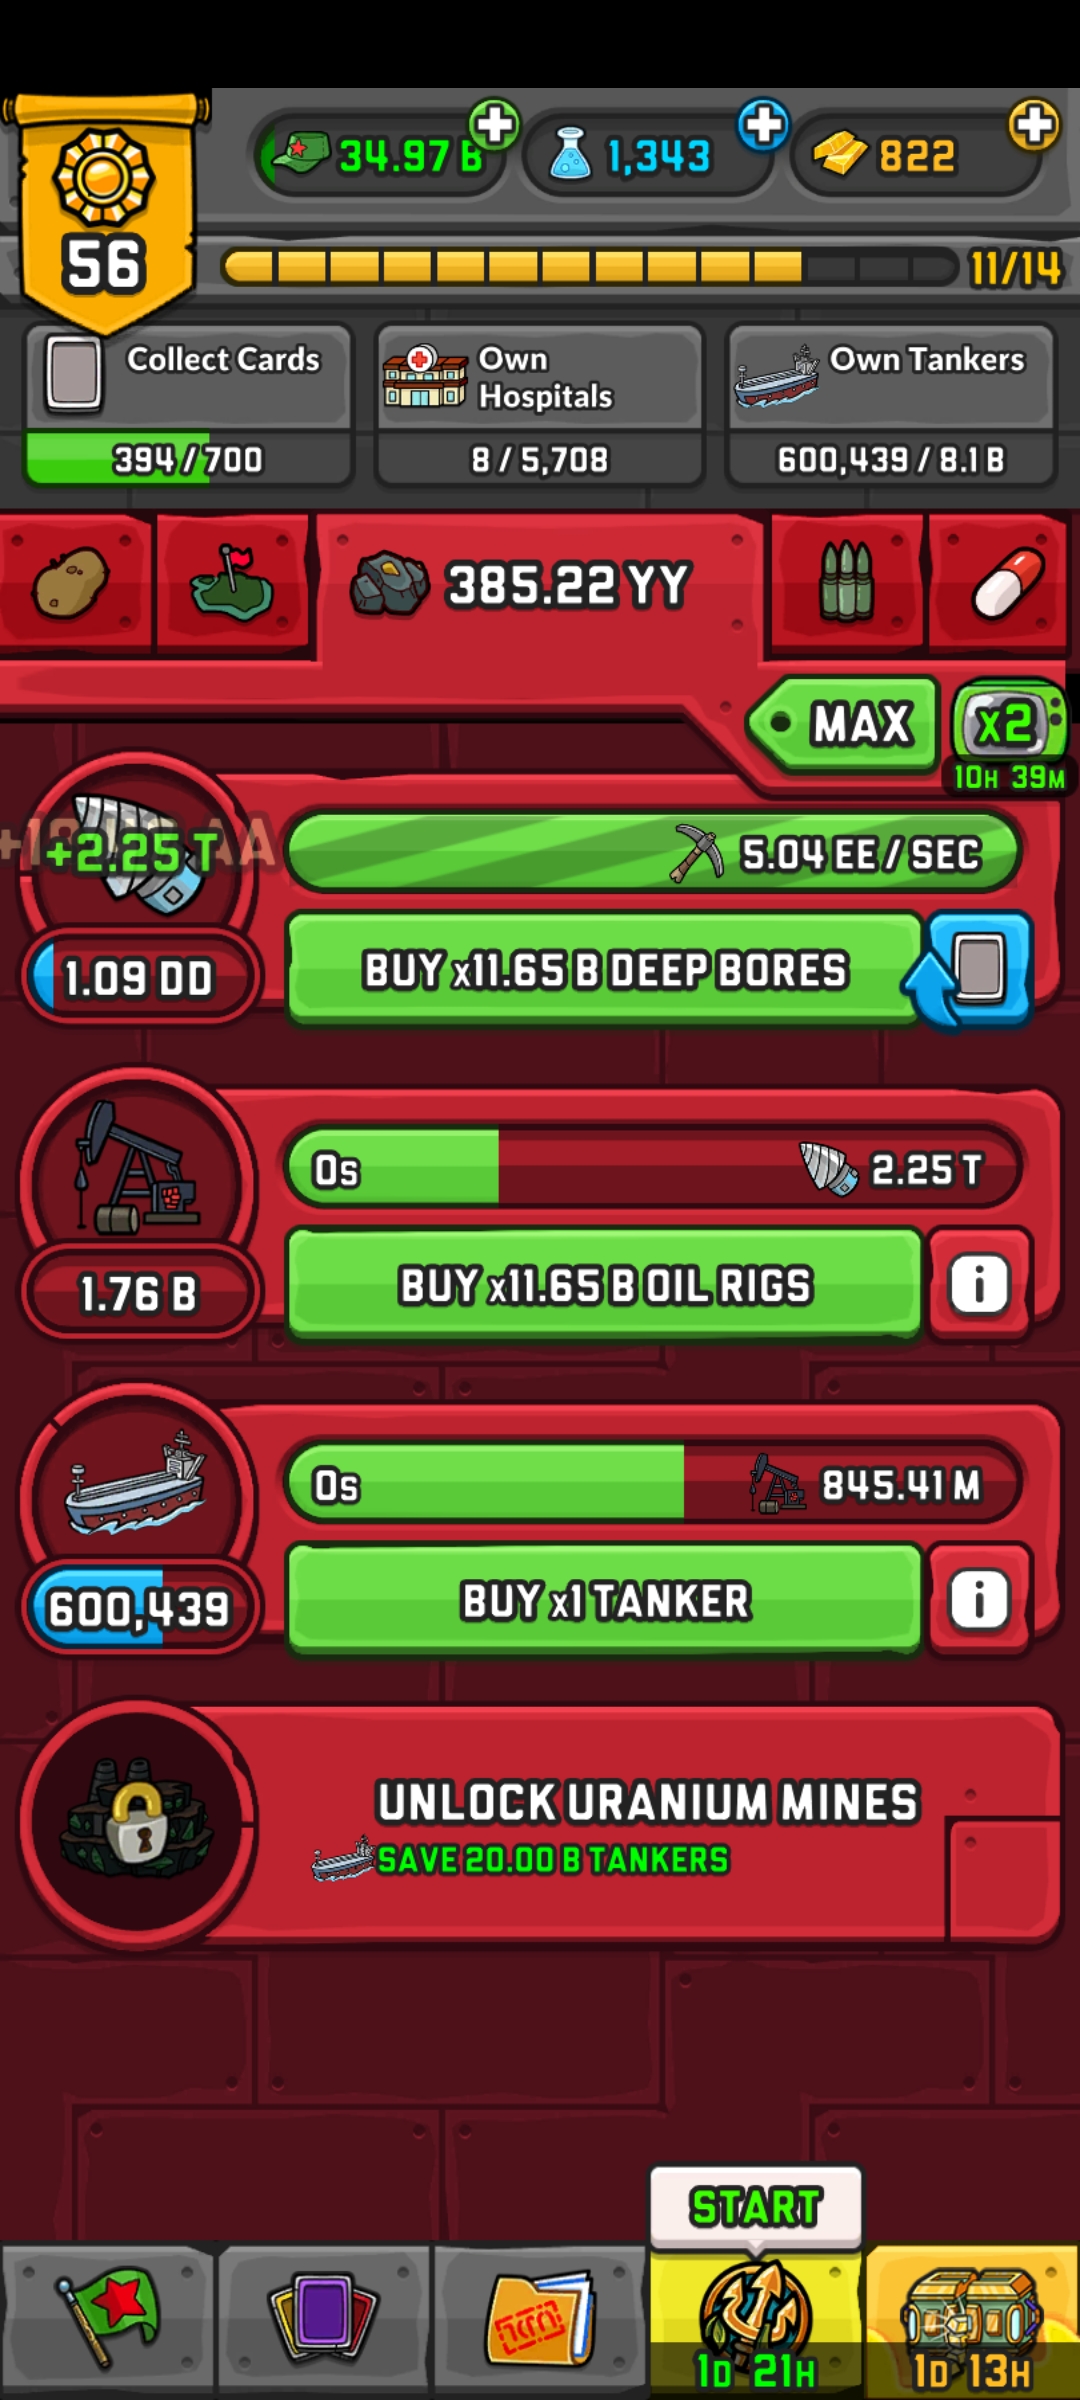 56
34.97 B
1,343
822
11/14
Collect Cards
394/700
Own
Hospitals
8/5,708
Own Tankers
600,439/8.1 B
385.22 YY
MAX
x2
10H 39M
+2.25 T
5.04 EE/SEC
1.09 DD
BUY x11.65 B DEEP BORES
0s
2.25 T
1.76 B
BUY x11.65 B OIL RIGS
0s
845.41 M
600,439
BUY x1 TANKER
UNLOCK URANIUM MINES
SAVE 20.00 B TANKERS
START
1D 21H
1D 13H